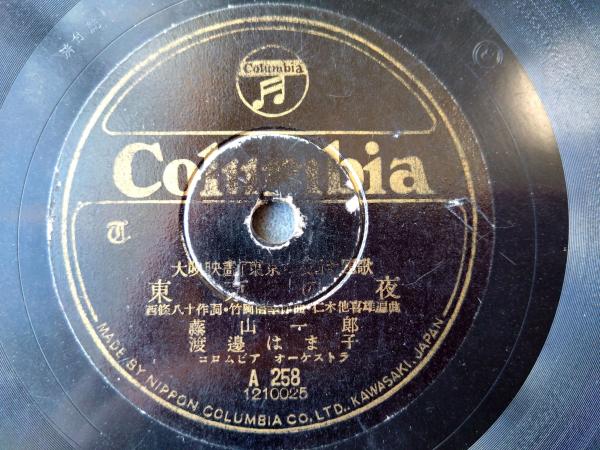 Columbia
Columbia
T.
大映映畫「東京 歌
東 の 夜
西條八十作詞・竹岡信幸作曲・仁木他喜雄編曲
藤山一郎
渡邊はま子
コロムビア オーケストラ
A 258
1210025
MADE BY NIPPON COLUMBIA CO. LTD., KAWASAKI, JAPAN